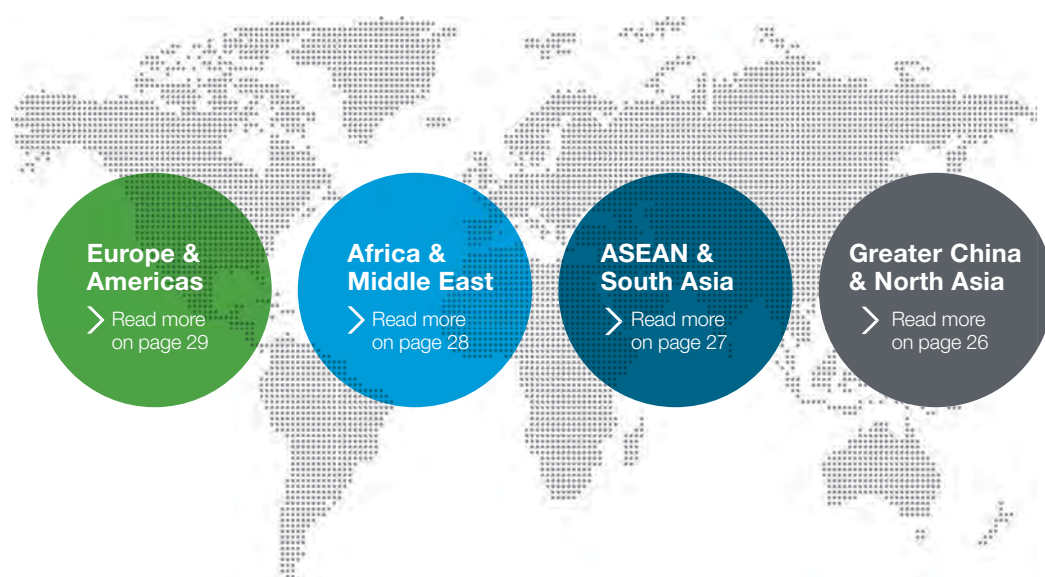 Europe &
Americas
Read more
on page 29
Africa &
Middle East
Read more
on page 28
ASEAN &
South Asia
Read more
on page 27
Greater China
& North Asia
Read more
on page 26